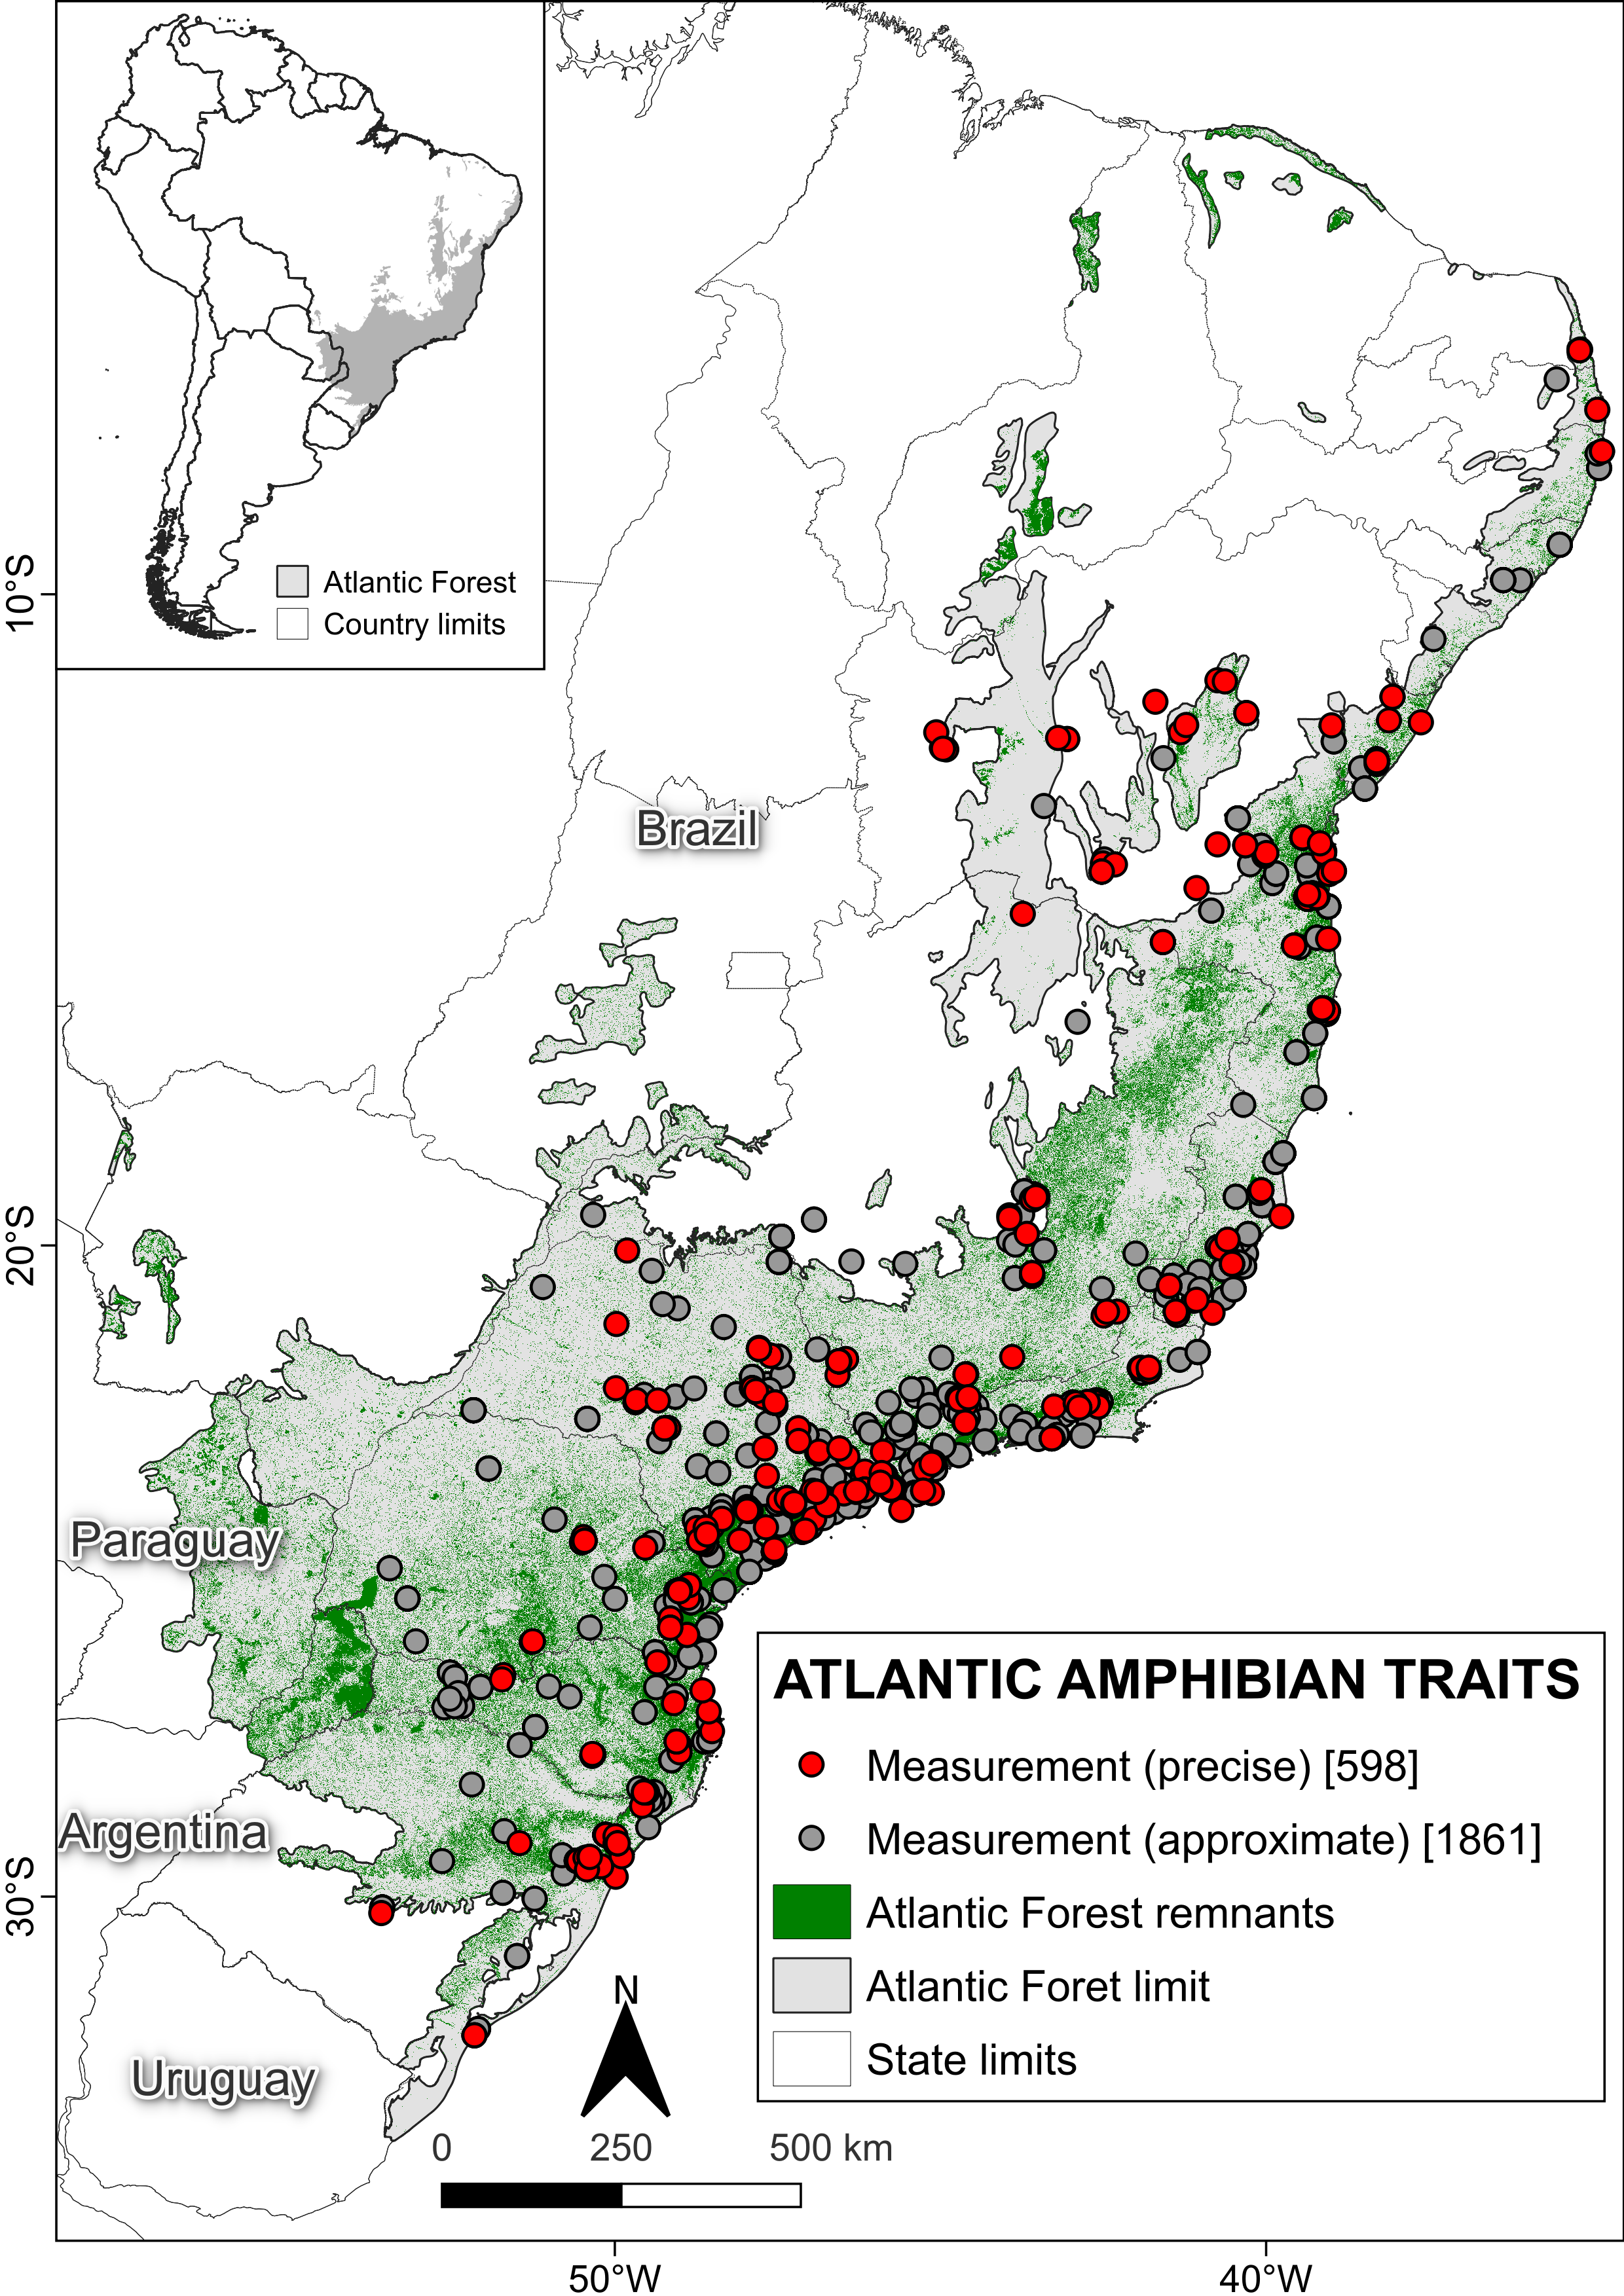 Atlantic Forest
Country limits
10°S
Brazil
20°S
Paraguay
Argentina
30°S
Uruguay
N
0 250 500 km
ATLANTIC AMPHIBIAN TRAITS
Measurement (precise) [598]
Measurement (approximate) [1861]
Atlantic Forest remnants
Atlantic Foret limit
State limits
50°W 40°W